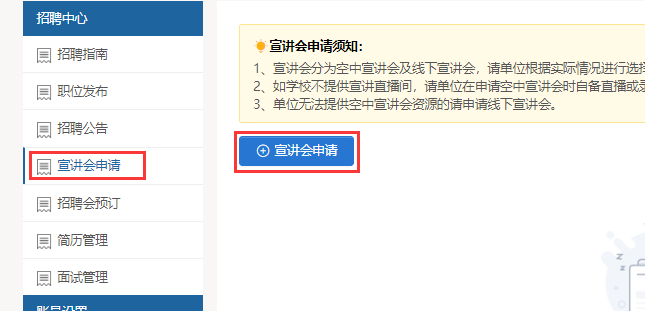 招聘中心
招聘指南
职位发布
招聘公告
宣讲会申请
招聘会预订
简历管理
面试管理
宣讲会申请须知：
1、宣讲会分为空中宣讲会及线下宣讲会，请单位根据实际情况进行选择
2、如学校不提供宣讲直播间，请单位在申请空中宣讲会时自备直播或录
3、单位无法提供空中宣讲会资源的请申请线下宣讲会。
宣讲会申请
z
z